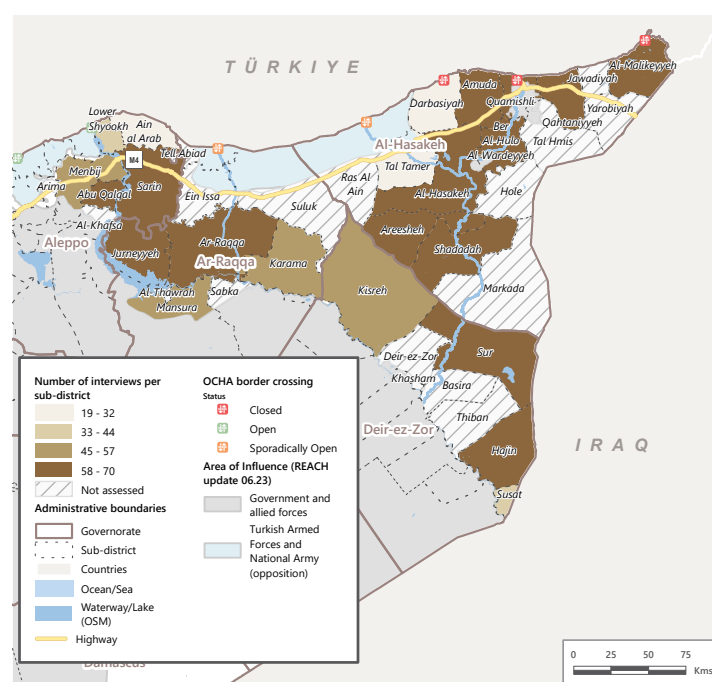 TÜRKIYE
Al-Malikeyyeh
Jawadiyah
Amuda
Quamishli
Yarobiyah
Darbasiyah
Qahtaniyyeh
Lower
Shyookh
Ain
al Arab
Ber
Al-Hulo
Al-Wardeyyeh
Tal Hmis
Al-Hasakeh
Tell Abiad
M4
Menbij
Tal Tamer
Ras Al
Ain
Arima
Abu Qalqal
Sarin
Ein Issa
Al-Hasakeh
Hole
Suluk
Al-Khafsa
Areesheh
Aleppo
Ar-Raqqa
Shadadah
Jurneyyeh
Ar-Raqqa
Karama
Markada
Al-Thawrah
Sabka
Kisreh
Mansura
Deir-ez-Zor
Sur
Khasham
Basira
Thiban
Deir-ez-Zor
IRAQ
Hajin
Susat
Number of interviews per
sub-district
19 - 32
33 - 44
45 - 57
58 - 70
Not assessed
Administrative boundaries
Governorate
Sub-district
Countries
Ocean/Sea
Waterway/Lake
(OSM)
Highway
OCHA border crossing
Status
Closed
Open
Sporadically Open
Area of Influence (REACH
update 06.23)
Government and
allied forces
Turkish Armed
Forces and
National Army
(opposition)
Damascus
0 25 50 75
Kms